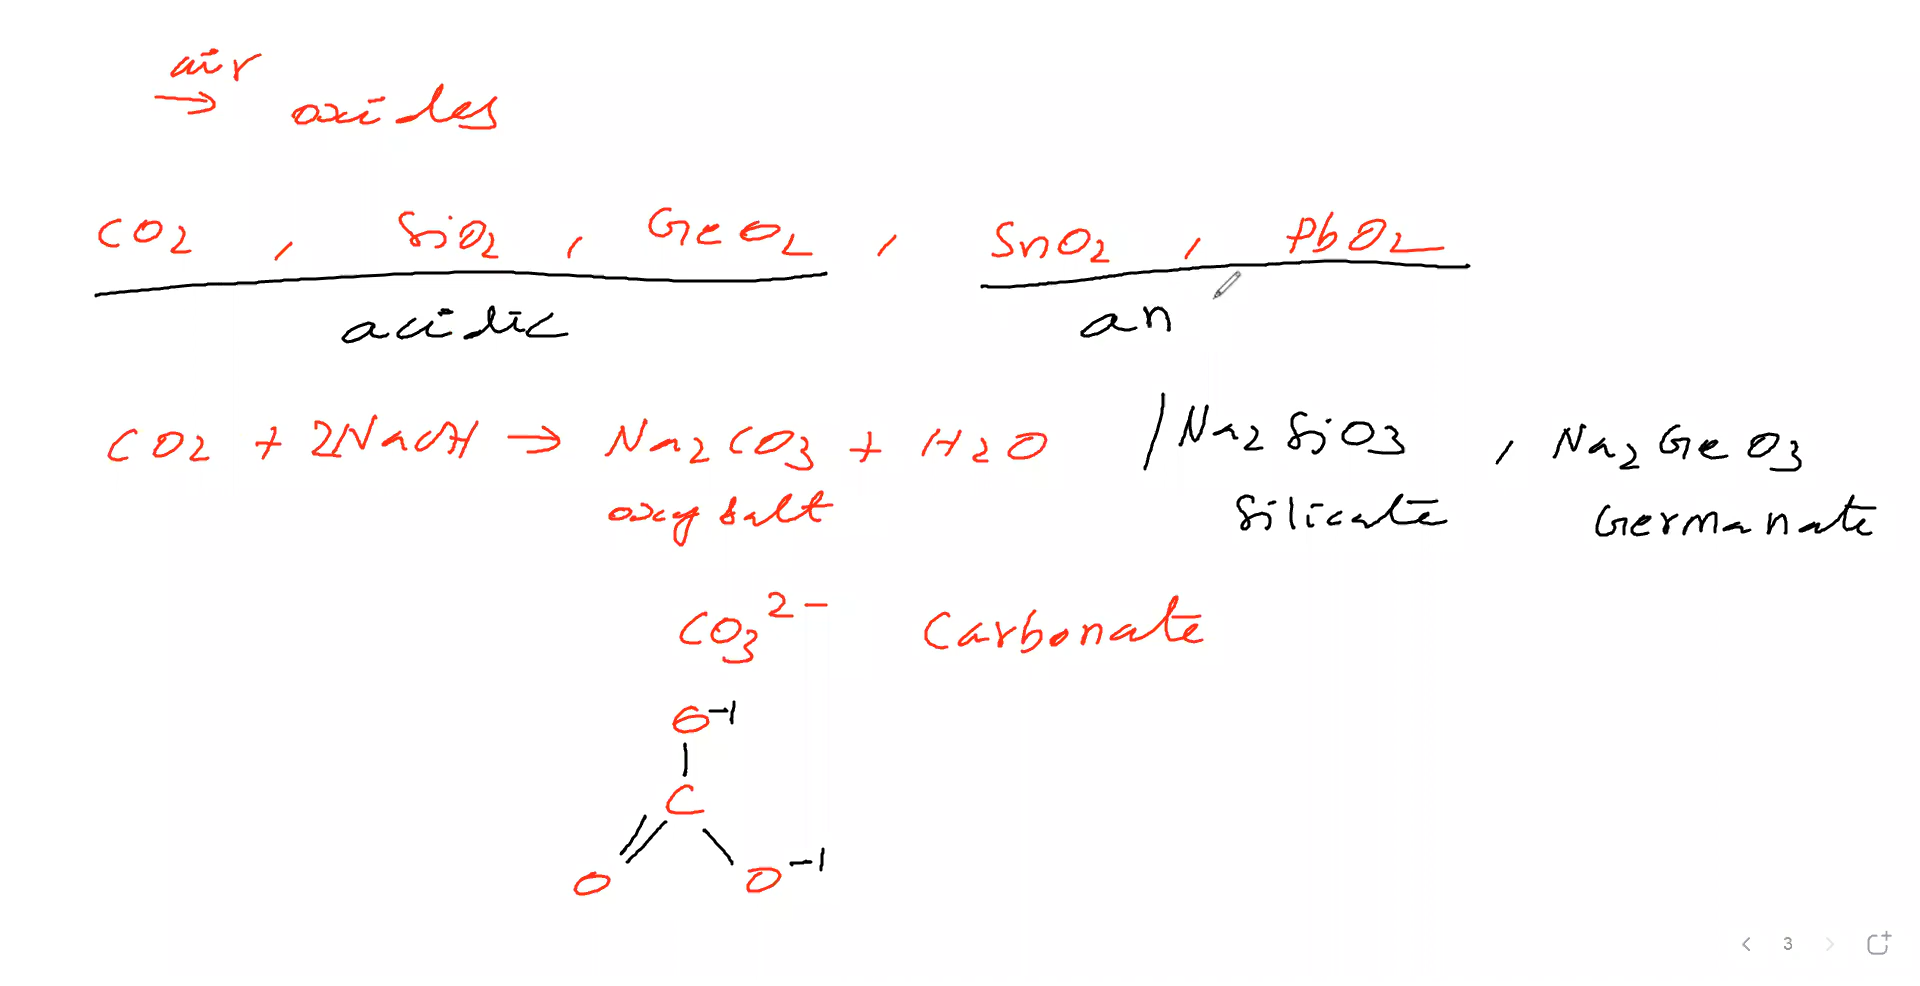 air
→ oxides
CO2 , SiO2 , GeO2 , SnO2 , PbO2
acidic an
CO2 + 2NaOH → Na2CO3 + H2O / Na2SiO3 , Na2GeO3
oxy salt Silicate Germanate
CO3 2− Carbonate
O −1
C
O O −1
3